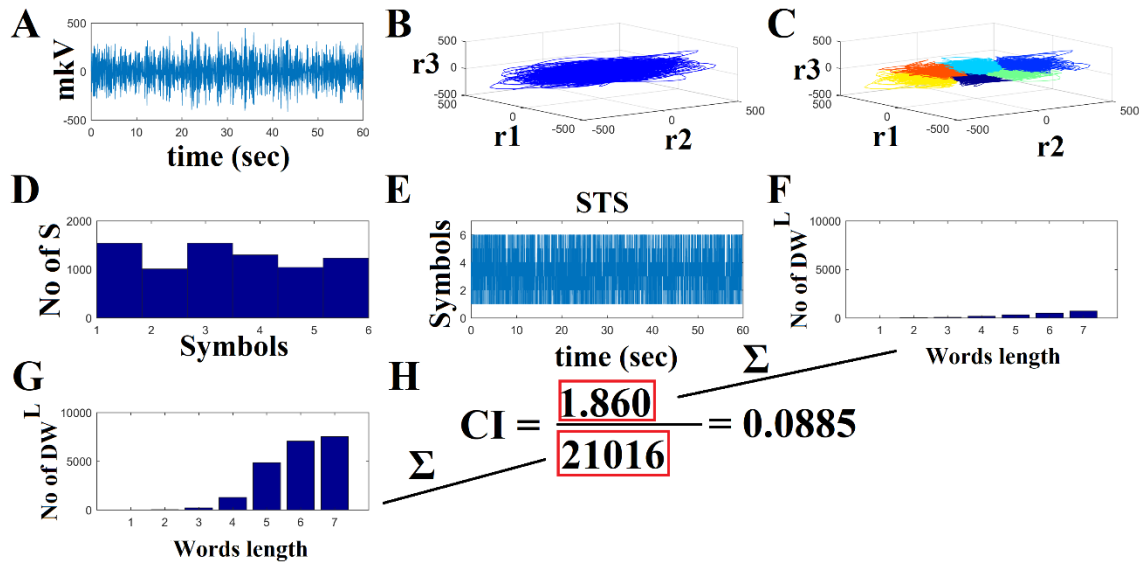 A
mkV
500
0
-500
0 10 20 30 40 50 60
time (sec)
B
r3
500
0
-500
500
0
-500
-500
0
500
r1
r2
C
r3
500
0
-500
500
0
-500
-500
0
500
r1
r2
D
No of S
2000
1000
0
1 2 3 4 5 6
Symbols
E
STS
Symbols
6
4
2
0
0 10 20 30 40 50 60
time (sec)
F
No of DW L
10000
5000
0
1 2 3 4 5 6 7
Words length
G
No of DW L
10000
5000
0
1 2 3 4 5 6 7
Words length
H
Σ
Σ
CI = 1.860 / 21016 = 0.0885